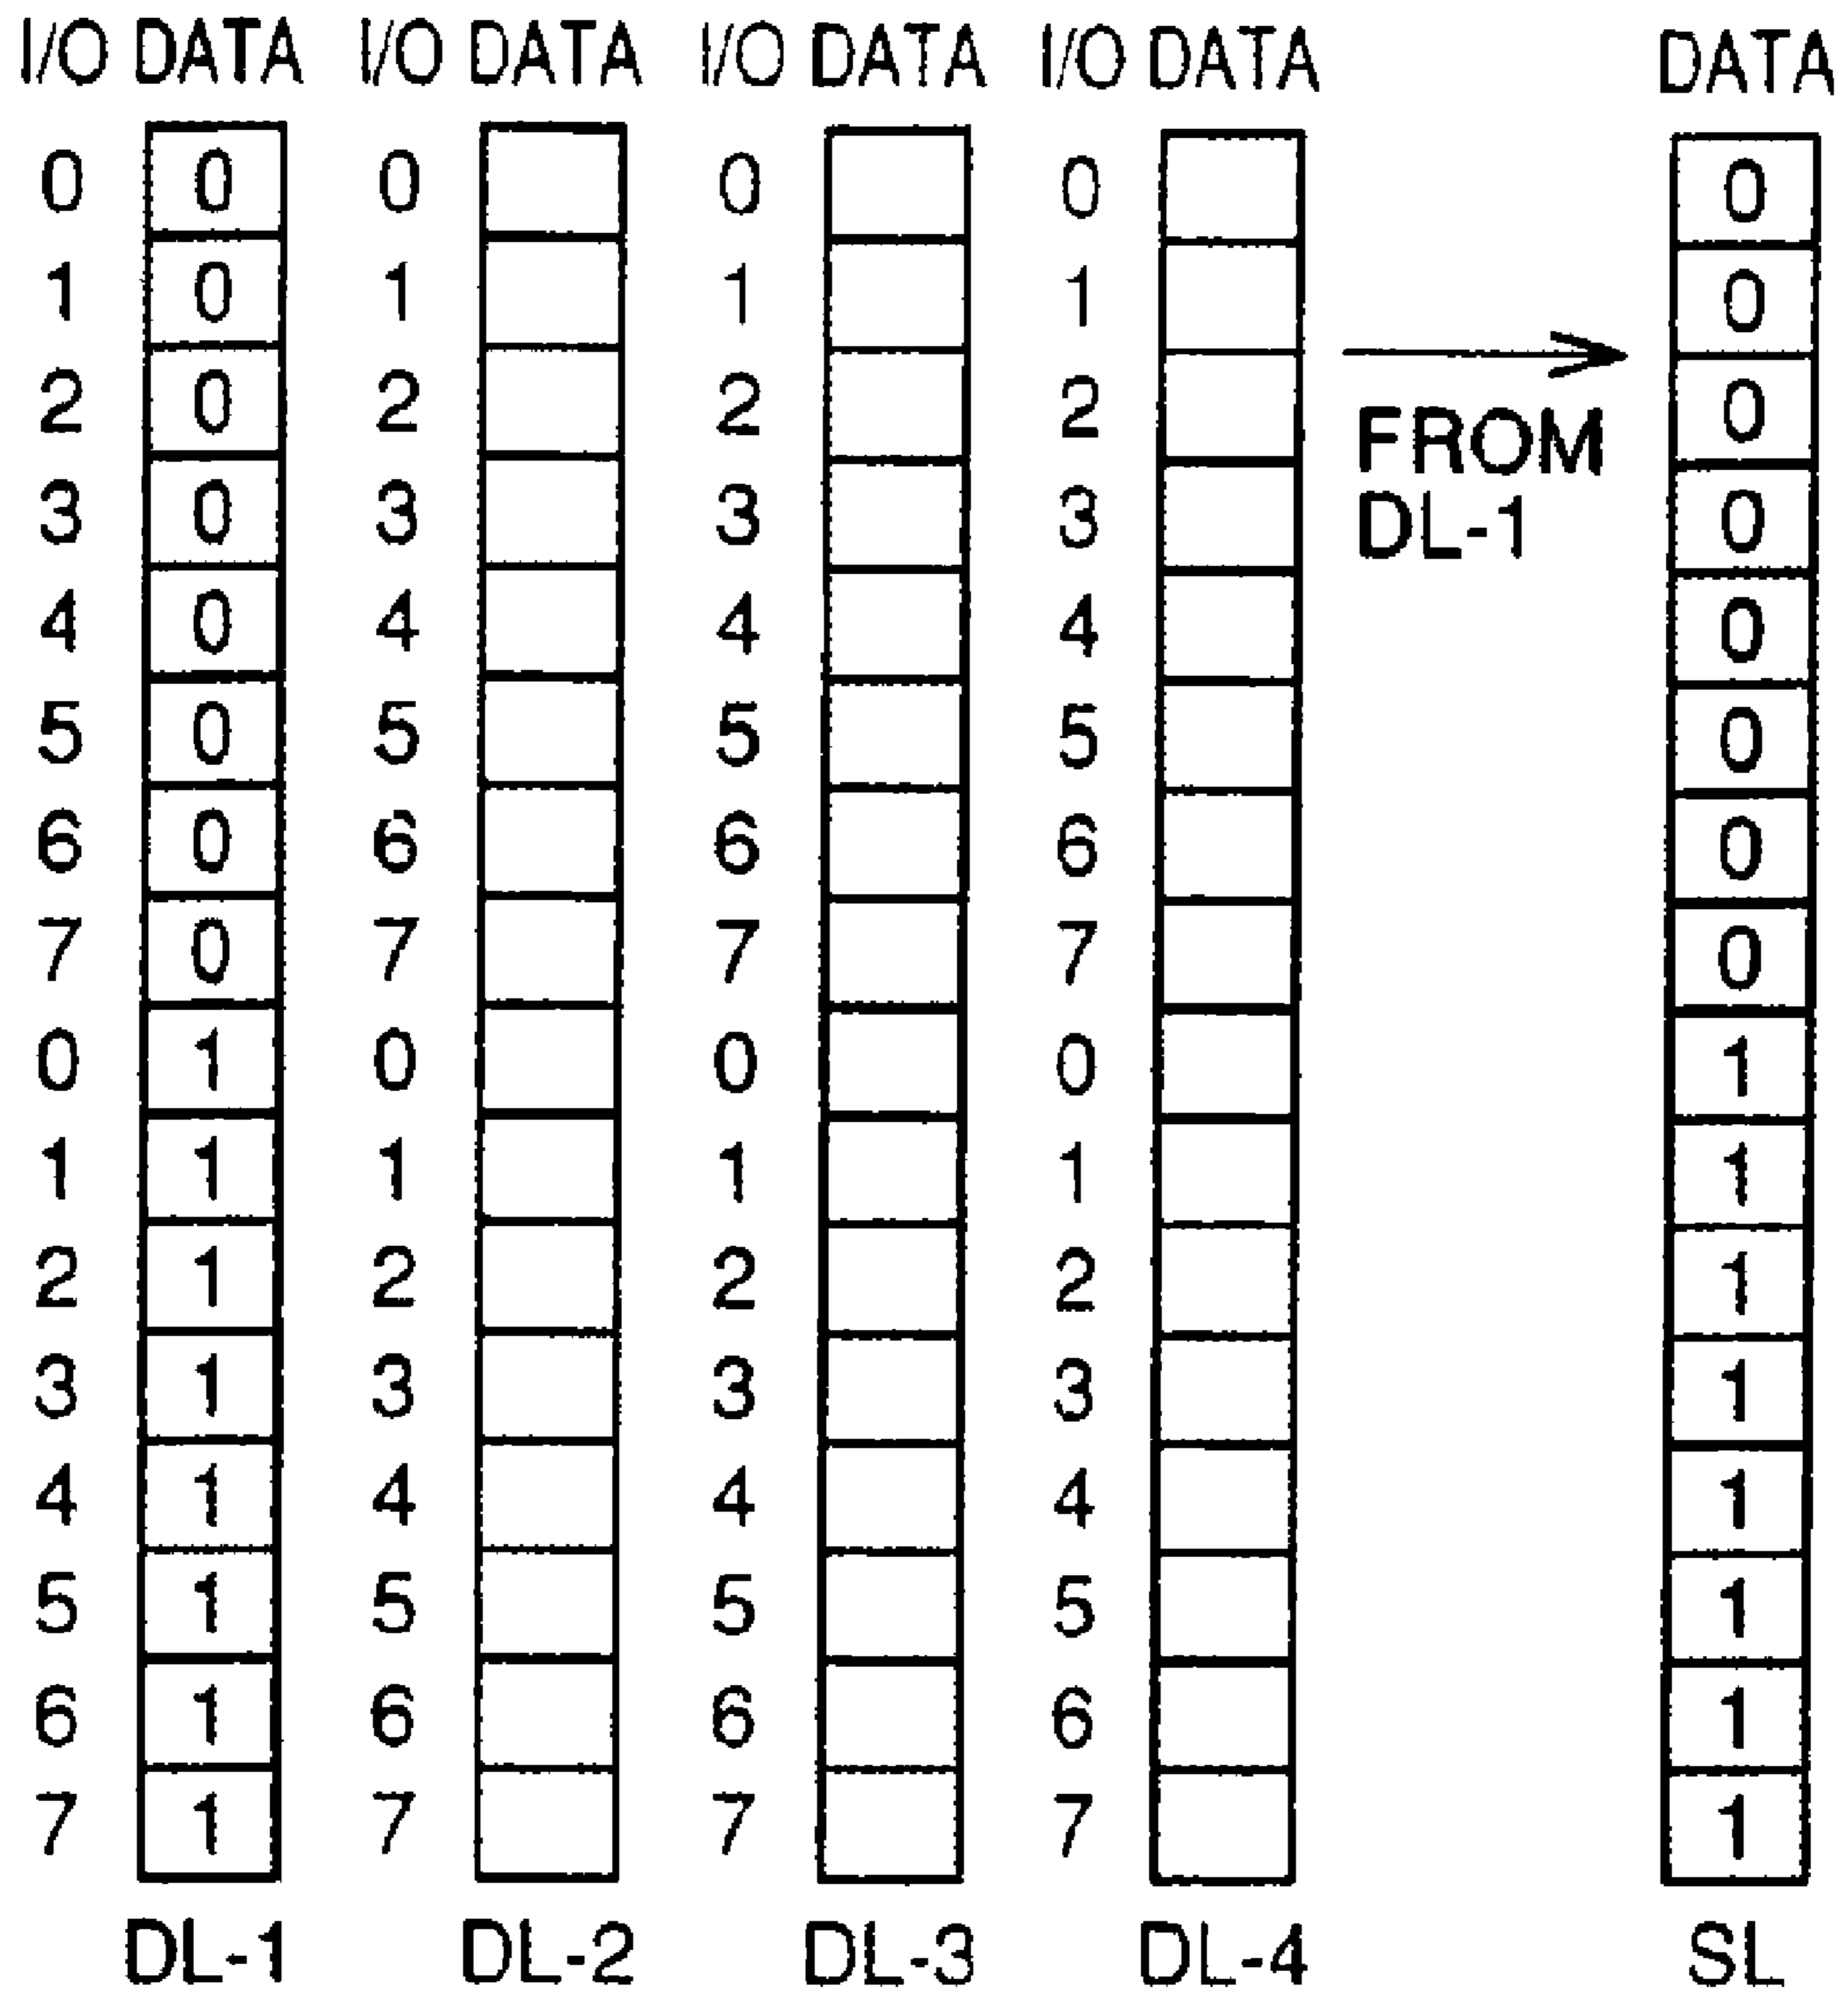 I/O DATA I/O DATA I/O DATA I/O DATA DATA
0 0 0 0 0 0
1 0 1 1 1 0
2 0 2 2 2 0
FROM
3 0 3 3 3 0
DL-1
4 0 4 4 4 0
5 0 5 5 5 0
6 0 6 6 6 0
7 0 7 7 7 0
0 1 0 0 0 1
1 1 1 1 1 1
2 1 2 2 2 1
3 1 3 3 3 1
4 1 4 4 4 1
5 1 5 5 5 1
6 1 6 6 6 1
7 1 7 7 7 1
DL-1 DL-2 DL-3 DL-4 SL